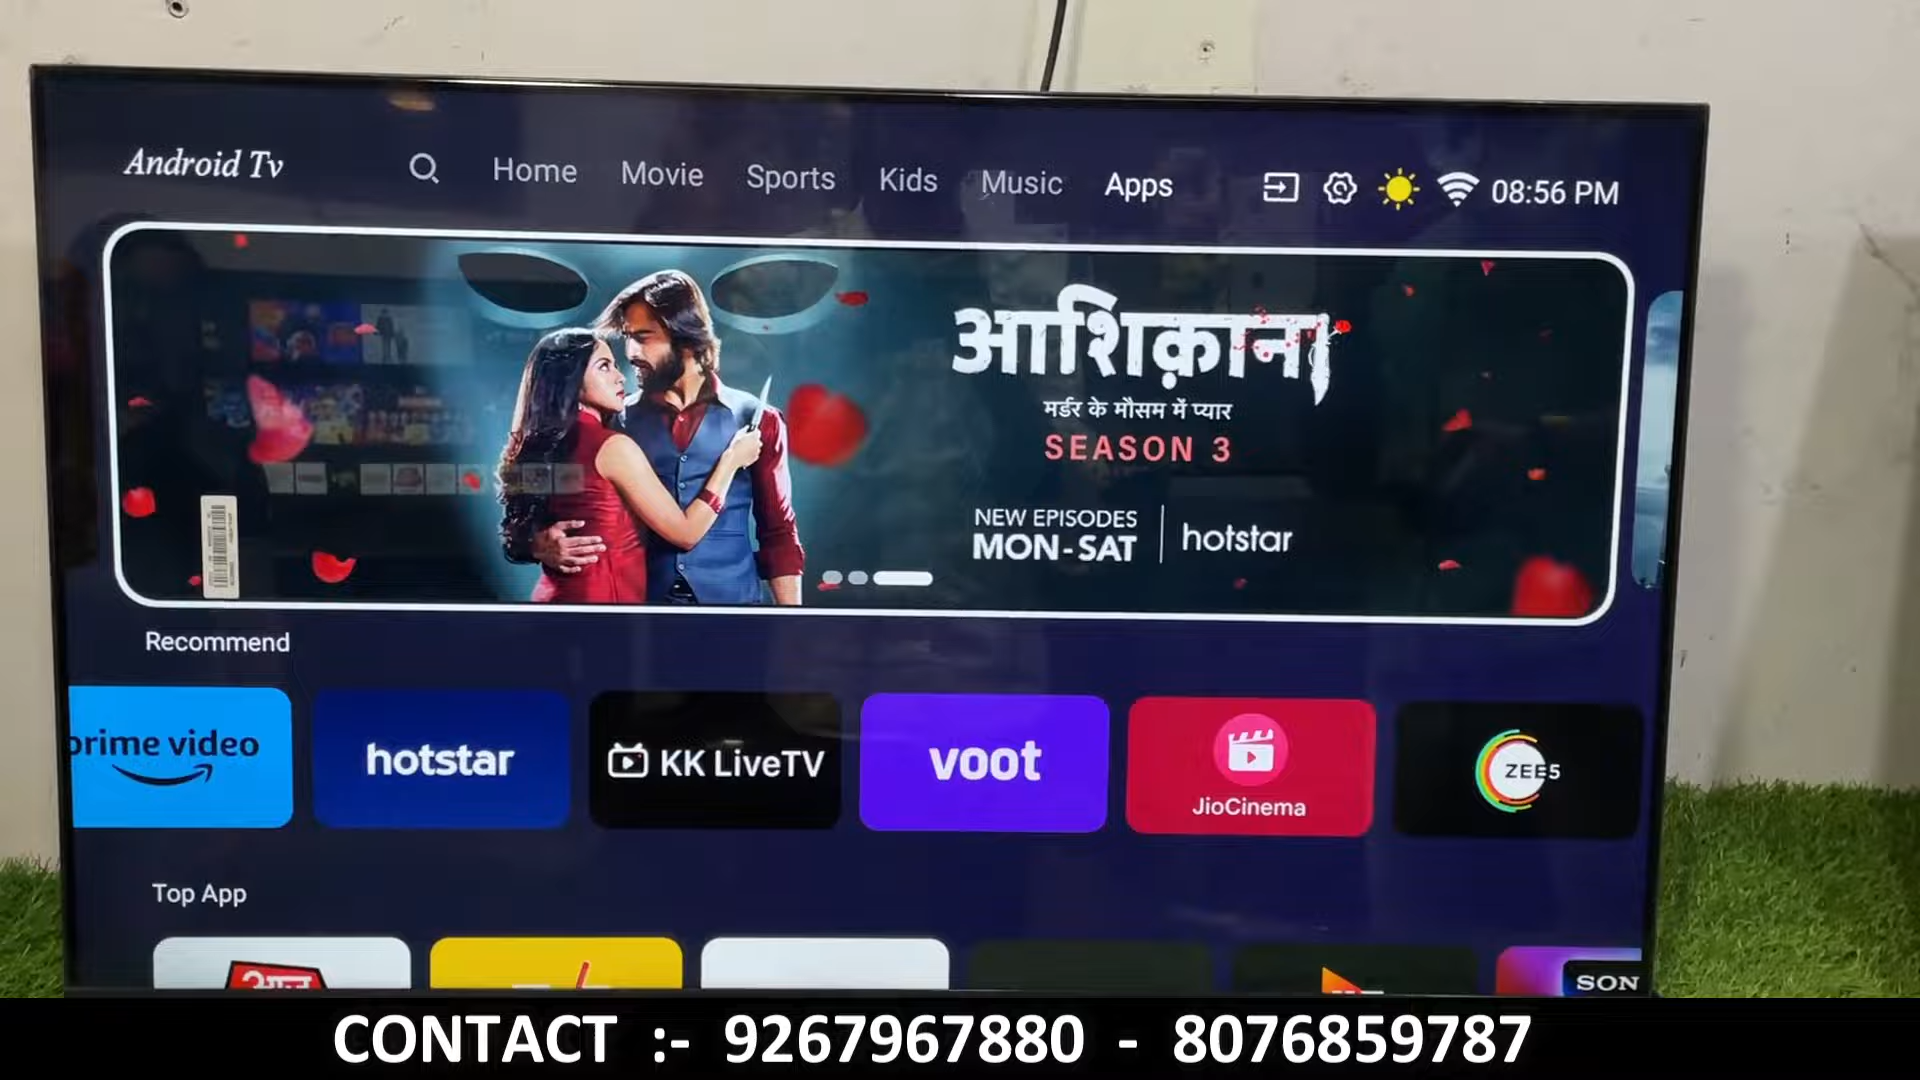 Android Tv
Home Movie Sports Kids Music Apps
08:56 PM
आशिक़ाना
मर्डर के मौसम में प्यार
SEASON 3
NEW EPISODES
MON-SAT
hotstar
Recommend
prime video
hotstar
KK LiveTV
voot
JioCinema
ZEE5
Top App
आज
SON
CONTACT :- 9267967880 - 8076859787